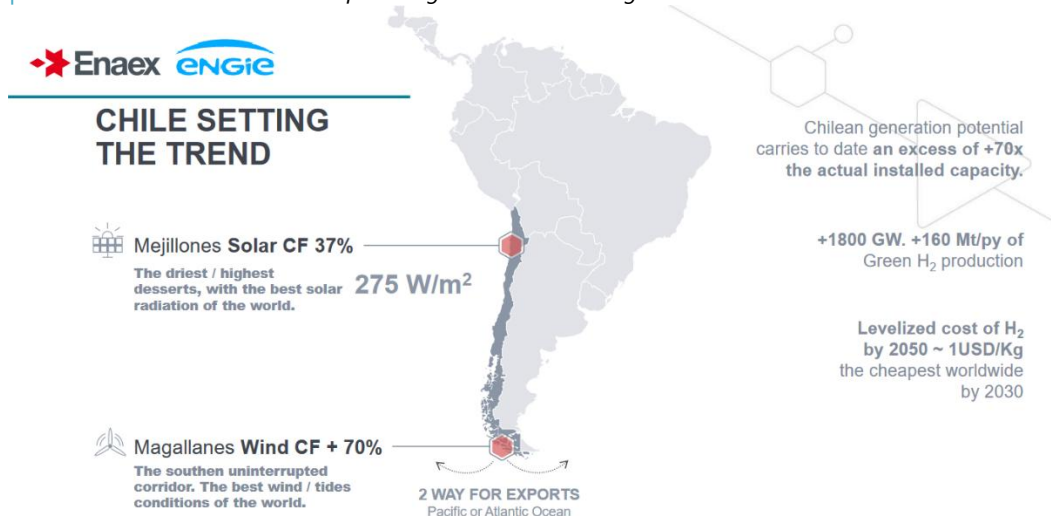 Enaex ENGIE
CHILE SETTING
THE TREND
Mejillones Solar CF 37%
The driest / highest
desserts, with the best solar
radiation of the world.
275 W/m²
Magallanes Wind CF + 70%
The southen uninterrupted
corridor. The best wind / tides
conditions of the world.
2 WAY FOR EXPORTS
Pacific or Atlantic Ocean
Chilean generation potential
carries to date an excess of +70x
the actual installed capacity.
+1800 GW. +160 Mt/py of
Green H₂ production
Levelized cost of H₂
by 2050 ~ 1USD/Kg
the cheapest worldwide
by 2030